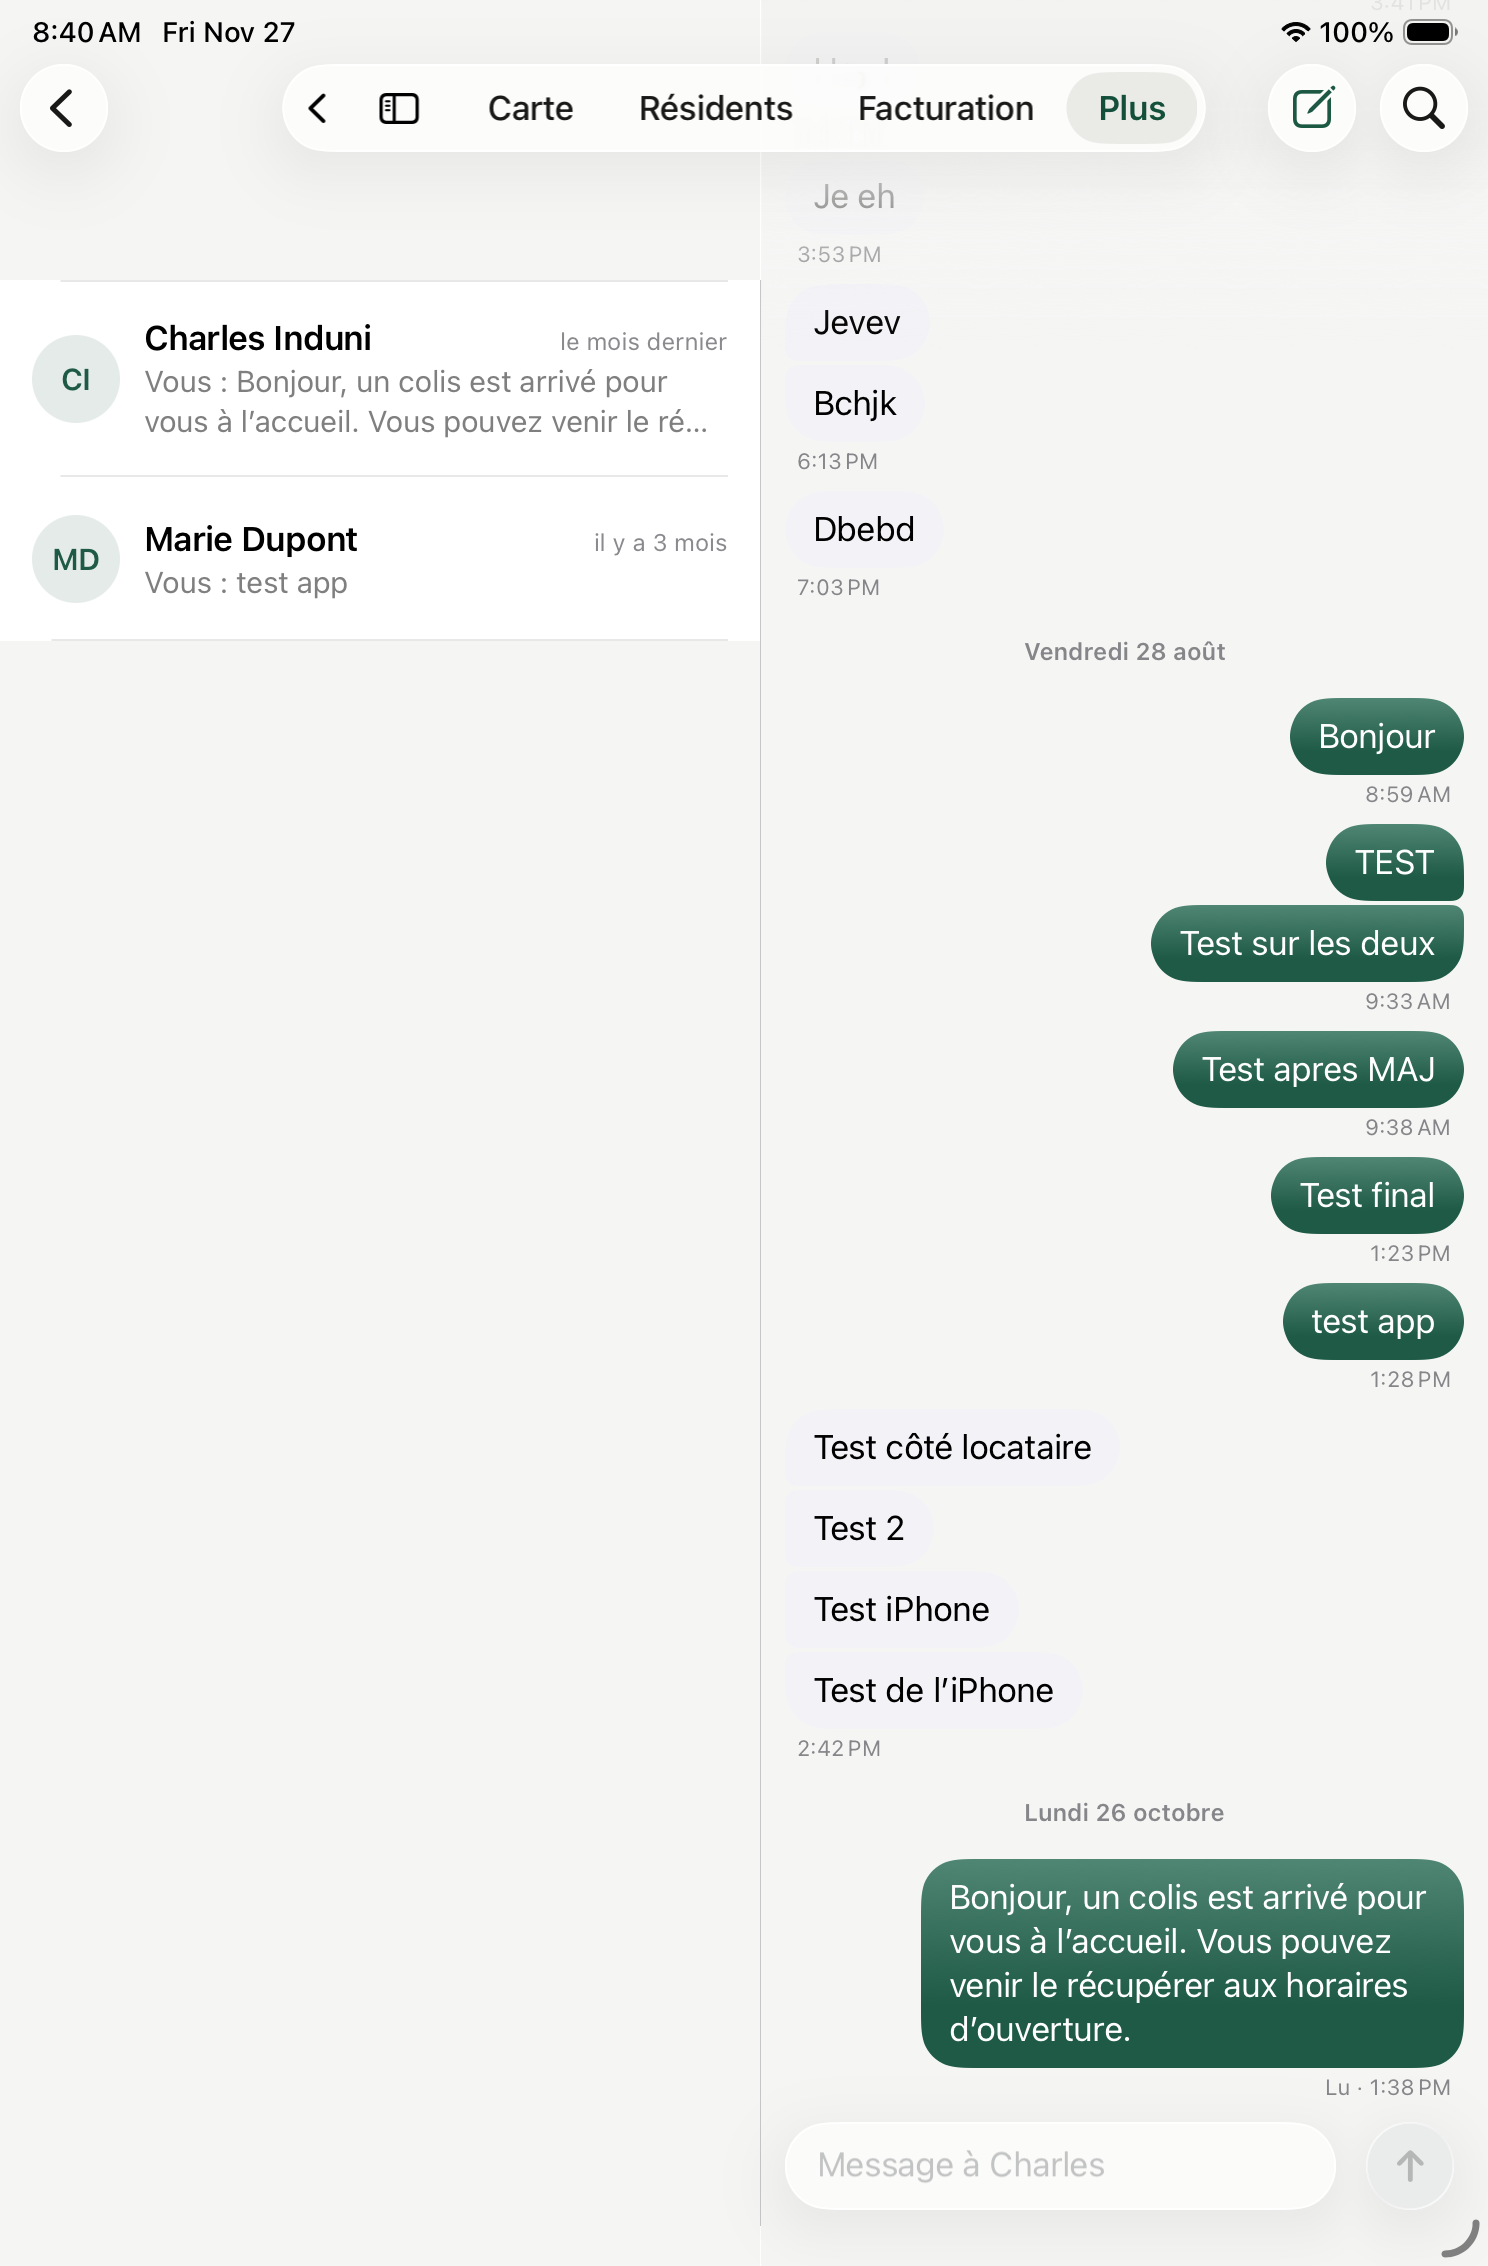 8:40 AM Fri Nov 27
100%
Carte Résidents Facturation Plus
CI
Charles Induni
le mois dernier
Vous : Bonjour, un colis est arrivé pour
vous à l’accueil. Vous pouvez venir le ré...
MD
Marie Dupont
il y a 3 mois
Vous : test app
3:41 PM
Je eh
3:53 PM
Jevev
Bchjk
6:13 PM
Dbebd
7:03 PM
Vendredi 28 août
Bonjour
8:59 AM
TEST
Test sur les deux
9:33 AM
Test apres MAJ
9:38 AM
Test final
1:23 PM
test app
1:28 PM
Test côté locataire
Test 2
Test iPhone
Test de l’iPhone
2:42 PM
Lundi 26 octobre
Bonjour, un colis est arrivé pour
vous à l’accueil. Vous pouvez
venir le récupérer aux horaires
d’ouverture.
Lu · 1:38 PM
Message à Charles